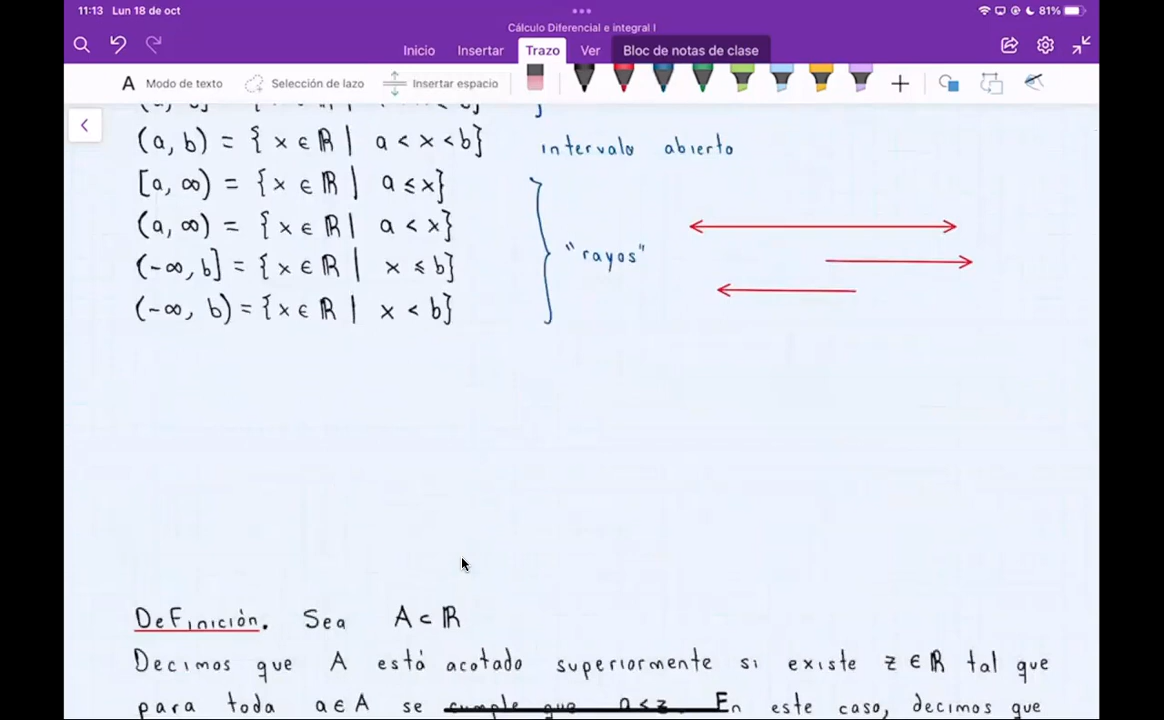 11:13 Lun 18 de oct 81%
Cálculo Diferencial e integral I
Inicio Insertar Trazo Ver Bloc de notas de clase
A Modo de texto Selección de lazo Insertar espacio
(a, b) = { x ∈ ℝ | a < x < b} intervalo abierto
[a, ∞) = {x ∈ ℝ | a ≤ x}
(a, ∞) = {x ∈ ℝ | a < x}
"rayos"
(-∞, b] = {x ∈ ℝ | x ≤ b}
(-∞, b) = {x ∈ ℝ | x < b}
Definición. Sea A ⊂ ℝ
Decimos que A está acotado superiormente si existe z ∈ ℝ tal que
para toda a ∈ A se cumple que a ≤ z. En este caso, decimos que